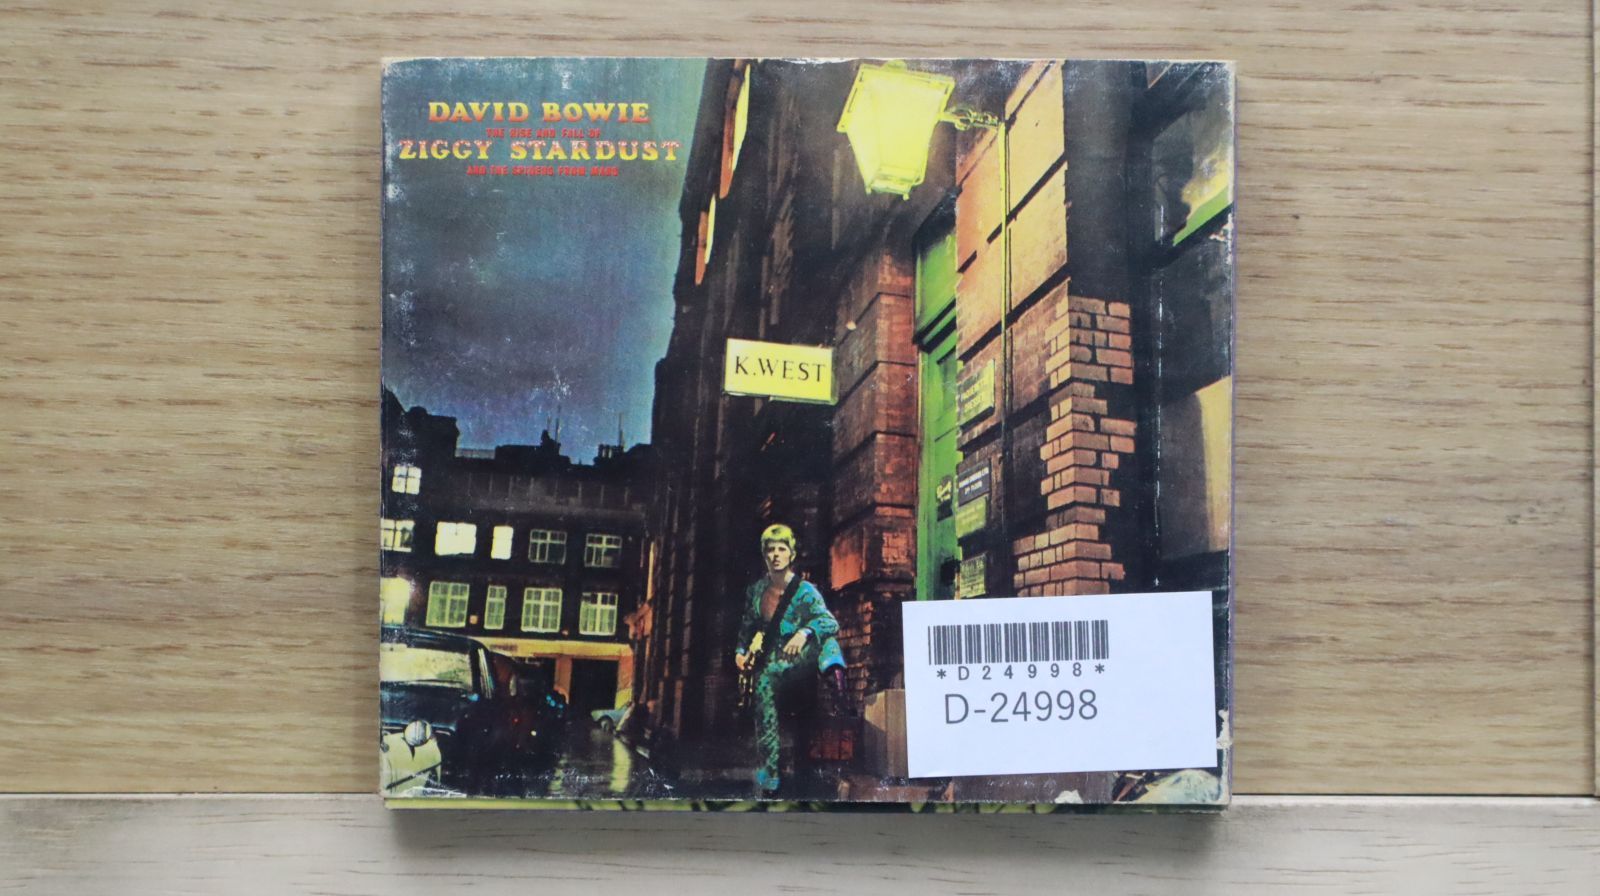 DAVID BOWIE
THE RISE AND FALL OF
ZIGGY STARDUST
AND THE SPIDERS FROM MARS
K.WEST
*D24998*
D-24998